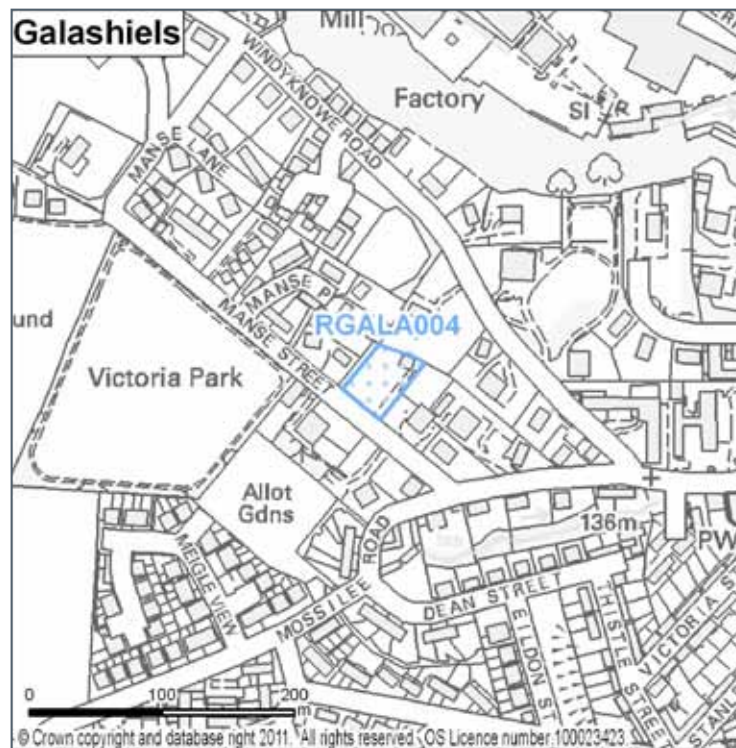 Galashiels
Mill
WINDYKNOWE ROAD
Factory
MANSE LANE
MANSE P
RGALA004
MANSE STREET
und
Victoria Park
Allot
Gdns
136m
PW
MEIGLE VIEW
MOSSILEE ROAD
DEAN STREET
EILDON ST
THISTLE STREET
VICTORIA S
STANL
0 100 200
m
© Crown copyright and database right 2011. All rights reserved OS Licence number 100023423